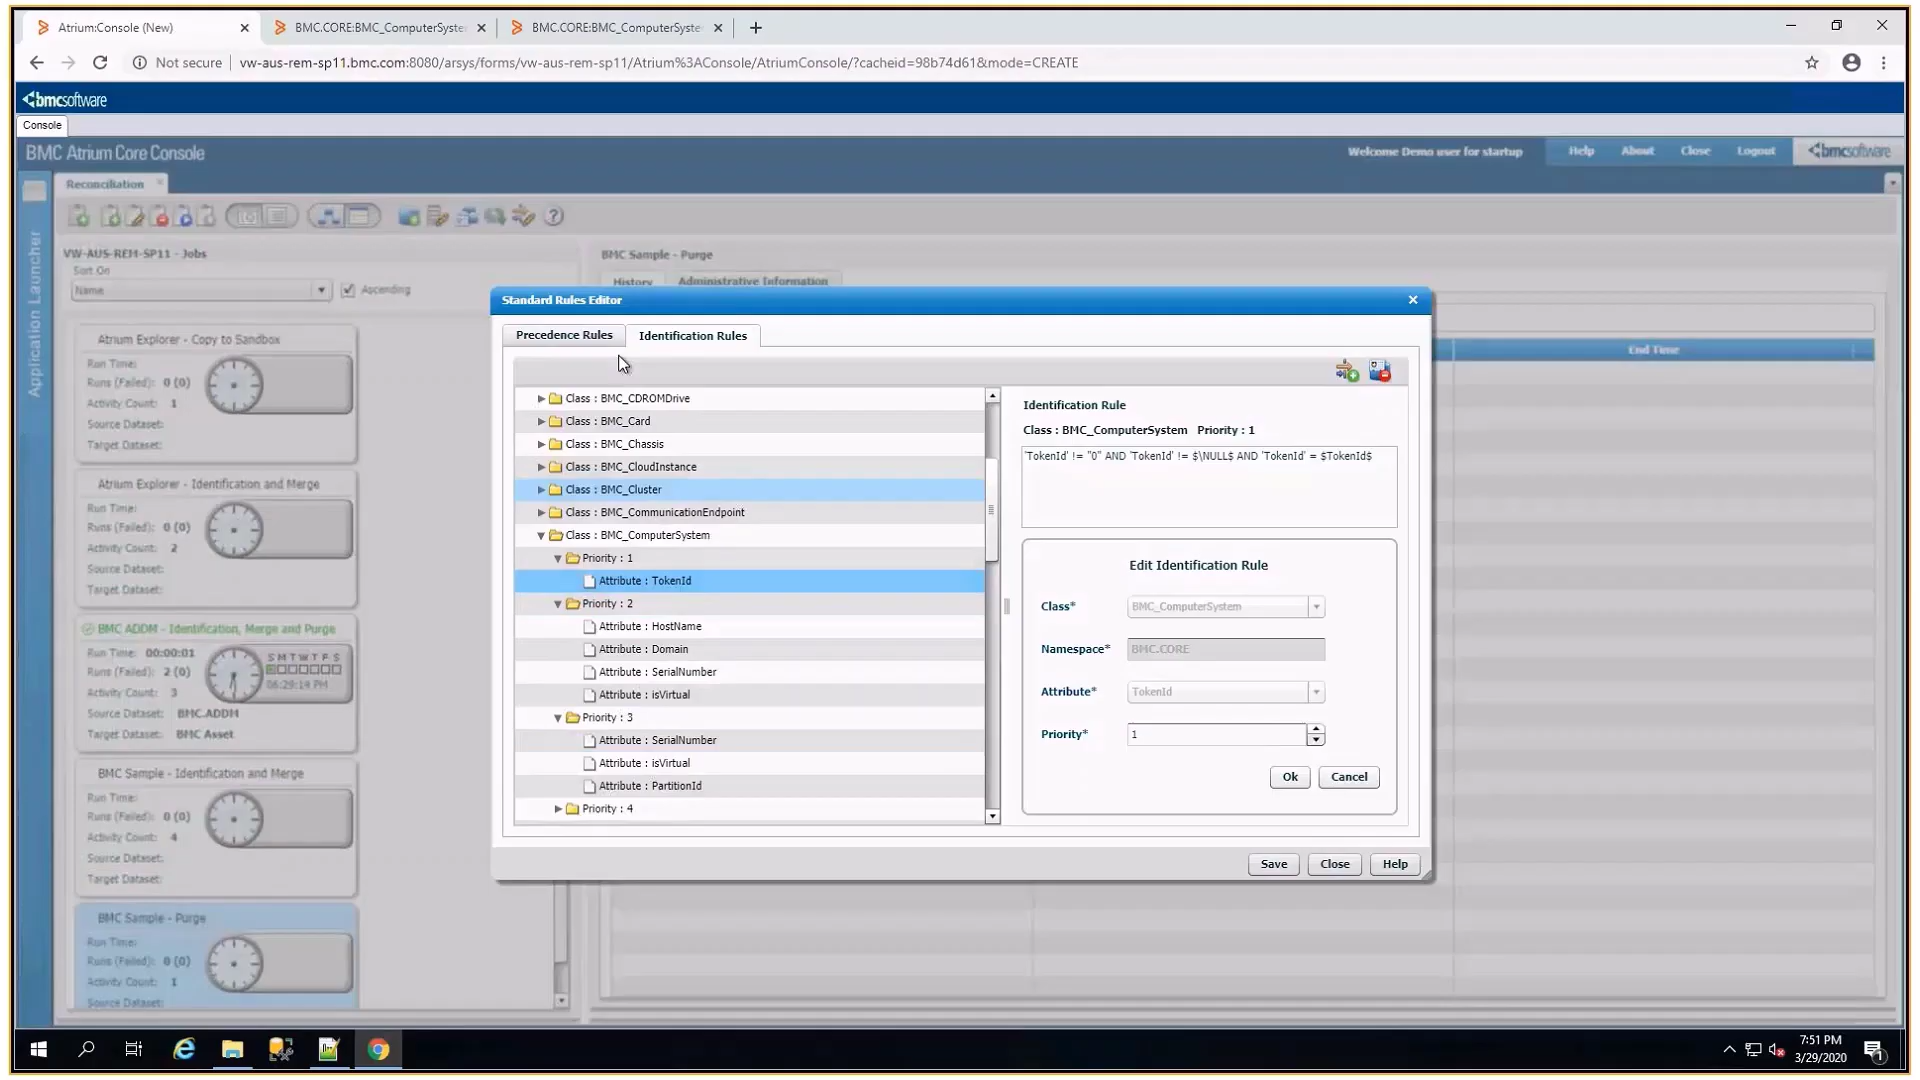 Atrium:Console (New)
BMC.CORE:BMC_ComputerSyste
BMC.CORE:BMC_ComputerSyste
Not secure
vw-aus-rem-sp11.bmc.com:8080/arsys/forms/vw-aus-rem-sp11/Atrium%3AConsole/AtriumConsole/?cacheid=98b74d61&mode=CREATE
bmcsoftware
Console
BMC Atrium Core Console
Welcome Demo user for startup
Help
About
Close
Logout
bmcsoftware
Application Launcher
Reconciliation
VW-AUS-REM-SP11 - Jobs
Sort On
Name
Ascending
Atrium Explorer - Copy to Sandbox
Run Time:
Runs (Failed): 0 (0)
Activity Count: 1
Source Dataset:
Target Dataset:
Atrium Explorer - Identification and Merge
Run Time:
Runs (Failed): 0 (0)
Activity Count: 2
Source Dataset:
Target Dataset:
BMC ADDM - Identification, Merge and Purge
Run Time: 00:00:01
Runs (Failed): 2 (0)
Activity Count: 3
S M T W T F S
06:29:14 PM
Source Dataset: BMC.ADDM
Target Dataset: BMC Asset
BMC Sample - Identification and Merge
Run Time:
Runs (Failed): 0 (0)
Activity Count: 4
Source Dataset:
Target Dataset:
BMC Sample - Purge
Run Time:
Runs (Failed): 0 (0)
Activity Count: 1
Source Dataset:
BMC Sample - Purge
History
Administrative Information
End Time
Standard Rules Editor
Precedence Rules
Identification Rules
Class : BMC_CDROMDrive
Class : BMC_Card
Class : BMC_Chassis
Class : BMC_CloudInstance
Class : BMC_Cluster
Class : BMC_CommunicationEndpoint
Class : BMC_ComputerSystem
Priority : 1
Attribute : TokenId
Priority : 2
Attribute : HostName
Attribute : Domain
Attribute : SerialNumber
Attribute : isVirtual
Priority : 3
Attribute : SerialNumber
Attribute : isVirtual
Attribute : PartitionId
Priority : 4
Identification Rule
Class : BMC_ComputerSystem Priority : 1
'TokenId' != "0" AND 'TokenId' != $\NULL$ AND 'TokenId' = $TokenId$
Edit Identification Rule
Class* BMC_ComputerSystem
Namespace* BMC.CORE
Attribute* TokenId
Priority* 1
Ok
Cancel
Save
Close
Help
7:51 PM
3/29/2020
1